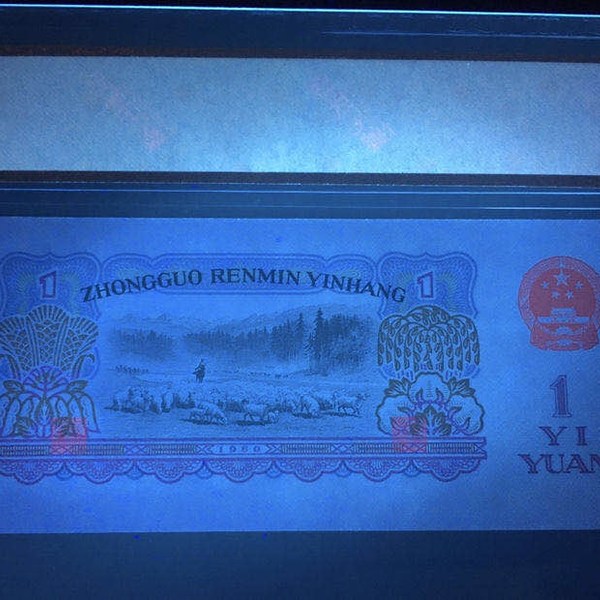 1
ZHONGGUO RENMIN YINHANG
1
1960
1
YI
YUAN